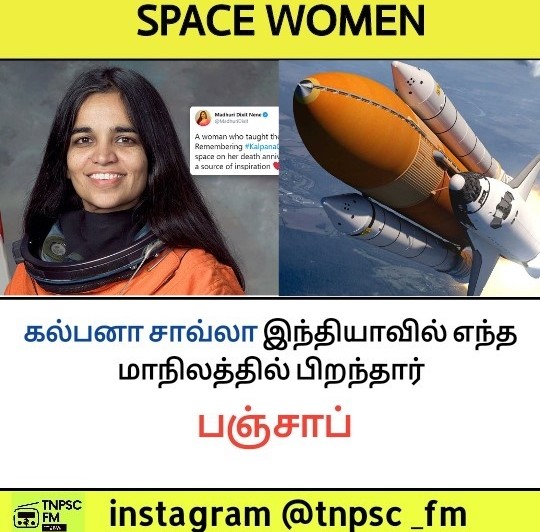 SPACE WOMEN
Madhuri Dixit Nene
@MadhuriDixit
A woman who taught the
Remembering #KalpanaC
space on her death anniv
a source of inspiration
கல்பனா சாவ்லா இந்தியாவில் எந்த
மாநிலத்தில் பிறந்தார்
பஞ்சாப்
TNPSC
FM
instagram @tnpsc _fm